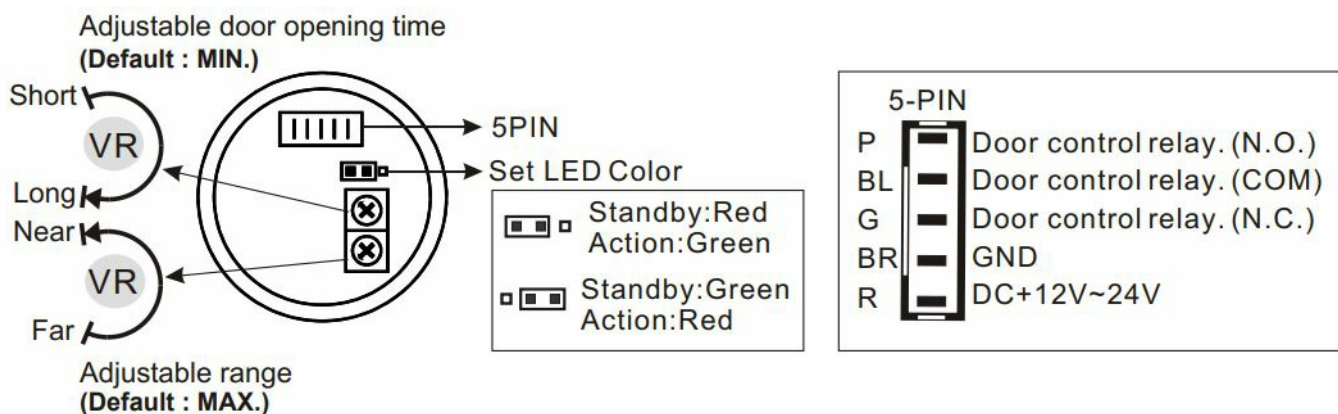 Adjustable door opening time
(Default : MIN.)
Short
VR
Long
Near
VR
Far
Adjustable range
(Default : MAX.)
5PIN
Set LED Color
Standby:Red
Action:Green
Standby:Green
Action:Red
5-PIN
P Door control relay. (N.O.)
BL Door control relay. (COM)
G Door control relay. (N.C.)
BR GND
R DC+12V~24V